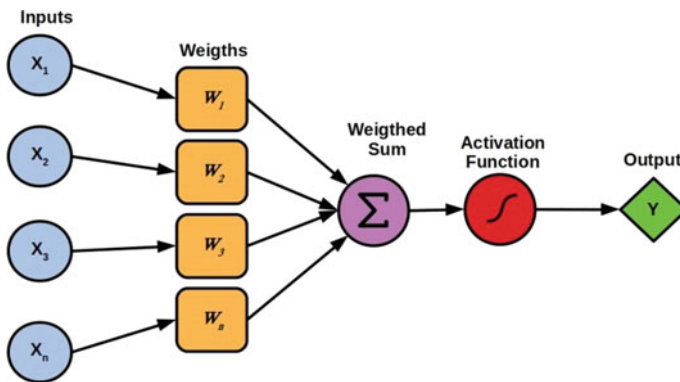 Inputs
Weigths
Weigthed
Sum
Activation
Function
Output
X1
X2
X3
Xn
W1
W2
W3
Wn
Σ
Y